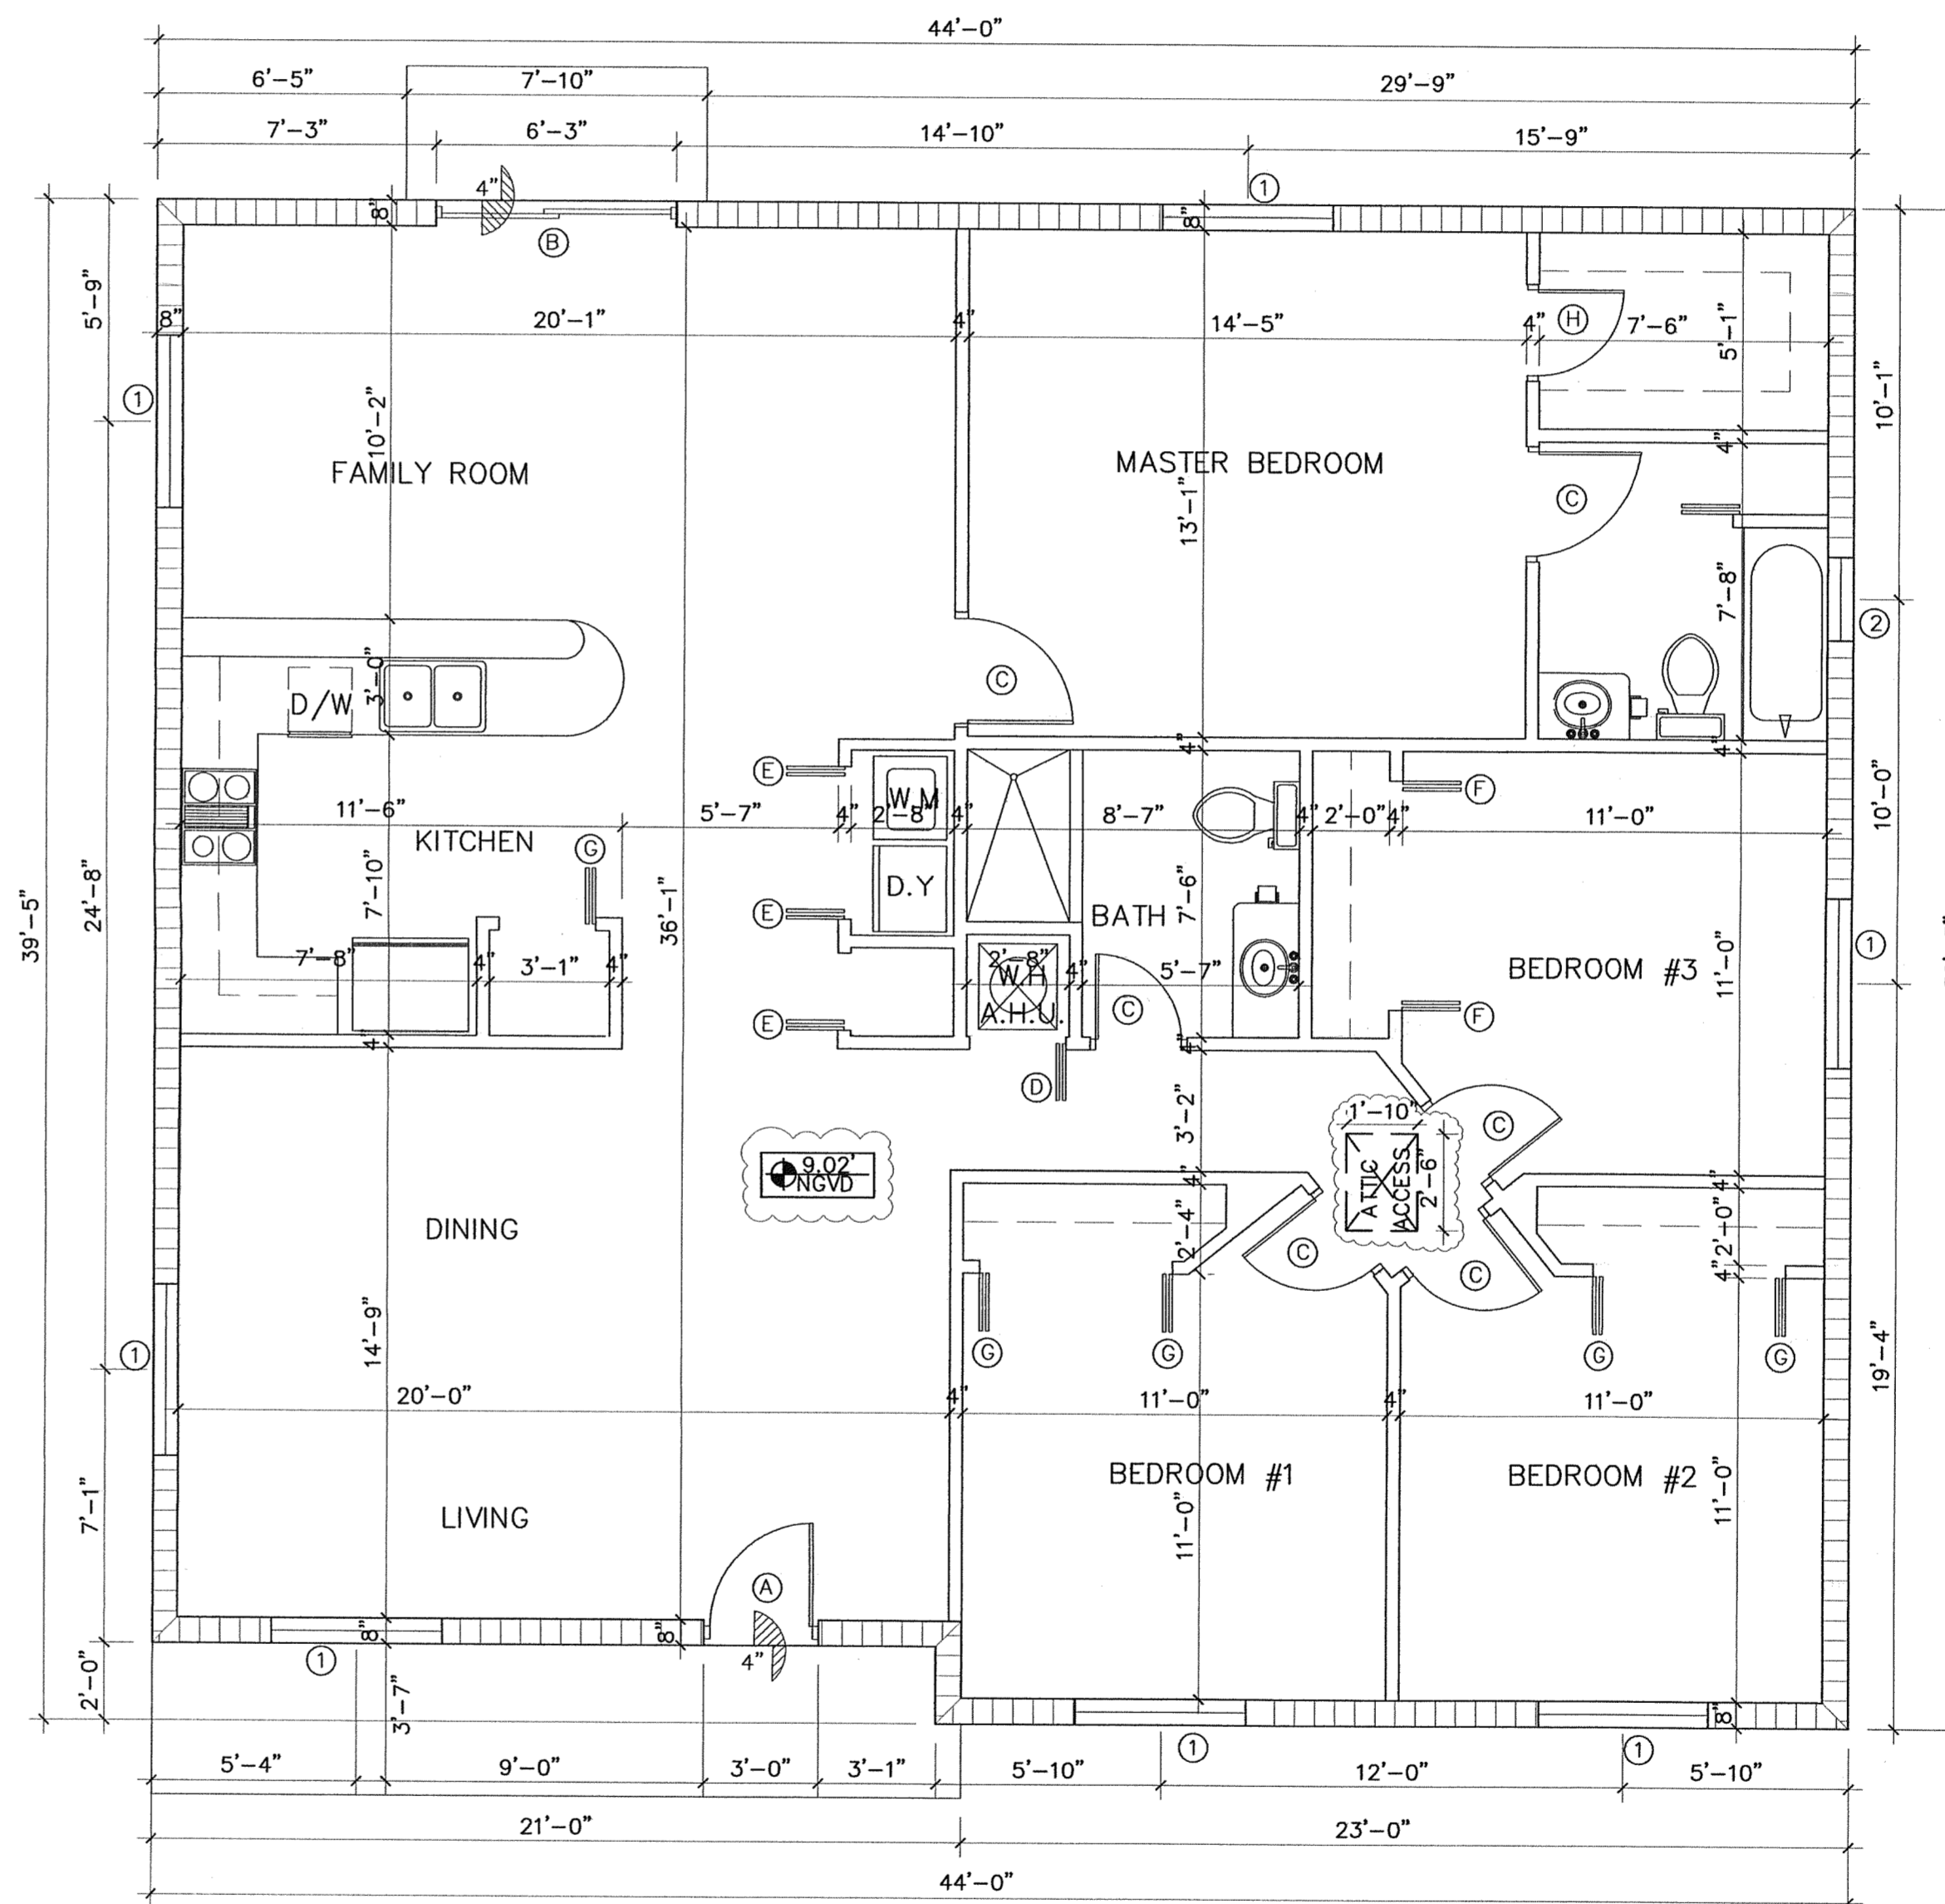 44'-0"
6'-5" 7'-10" 29'-9"
7'-3" 6'-3" 14'-10" 15'-9"
4" 1
8" 8"
B
5'-9"
8" 20'-1" 4" 14'-5" 4" H 7'-6" 5'-1"
1
10'-2" 10'-1"
FAMILY ROOM MASTER BEDROOM 4"
C
13'-1"
7'-8"
2
3'-0" C
D/W
4" 4"
E F
W.M
11'-6" 5'-7" 4" 2'-8" 4" 8'-7" 4" 2'-0" 4" 11'-0" 10'-0"
KITCHEN G
24'-8" D.Y
39'-5" 7'-10" 36'-1" E BATH 7'-6" 1
7'-8" 4" 3'-1" 4" 2'-8" 4" 5'-7" BEDROOM #3 11'-0"
W.H
A.H.U. C
E F
4" 4"
D
3'-2" 1'-10" C
9.02'
NGVD
ATTIC
ACCESS 2'-6"
4" 4"
DINING 2'-4" 2'-0"
C C 4"
14'-9"
1 G G G G 19'-4"
20'-0" 4" 11'-0" 4" 11'-0"
BEDROOM #1 BEDROOM #2
7'-1" LIVING 11'-0" 11'-0"
A
8" 8"
1 4"
2'-0" 3'-7" 8"
1 1
5'-4" 9'-0" 3'-0" 3'-1" 5'-10" 12'-0" 5'-10"
21'-0" 23'-0"
44'-0"